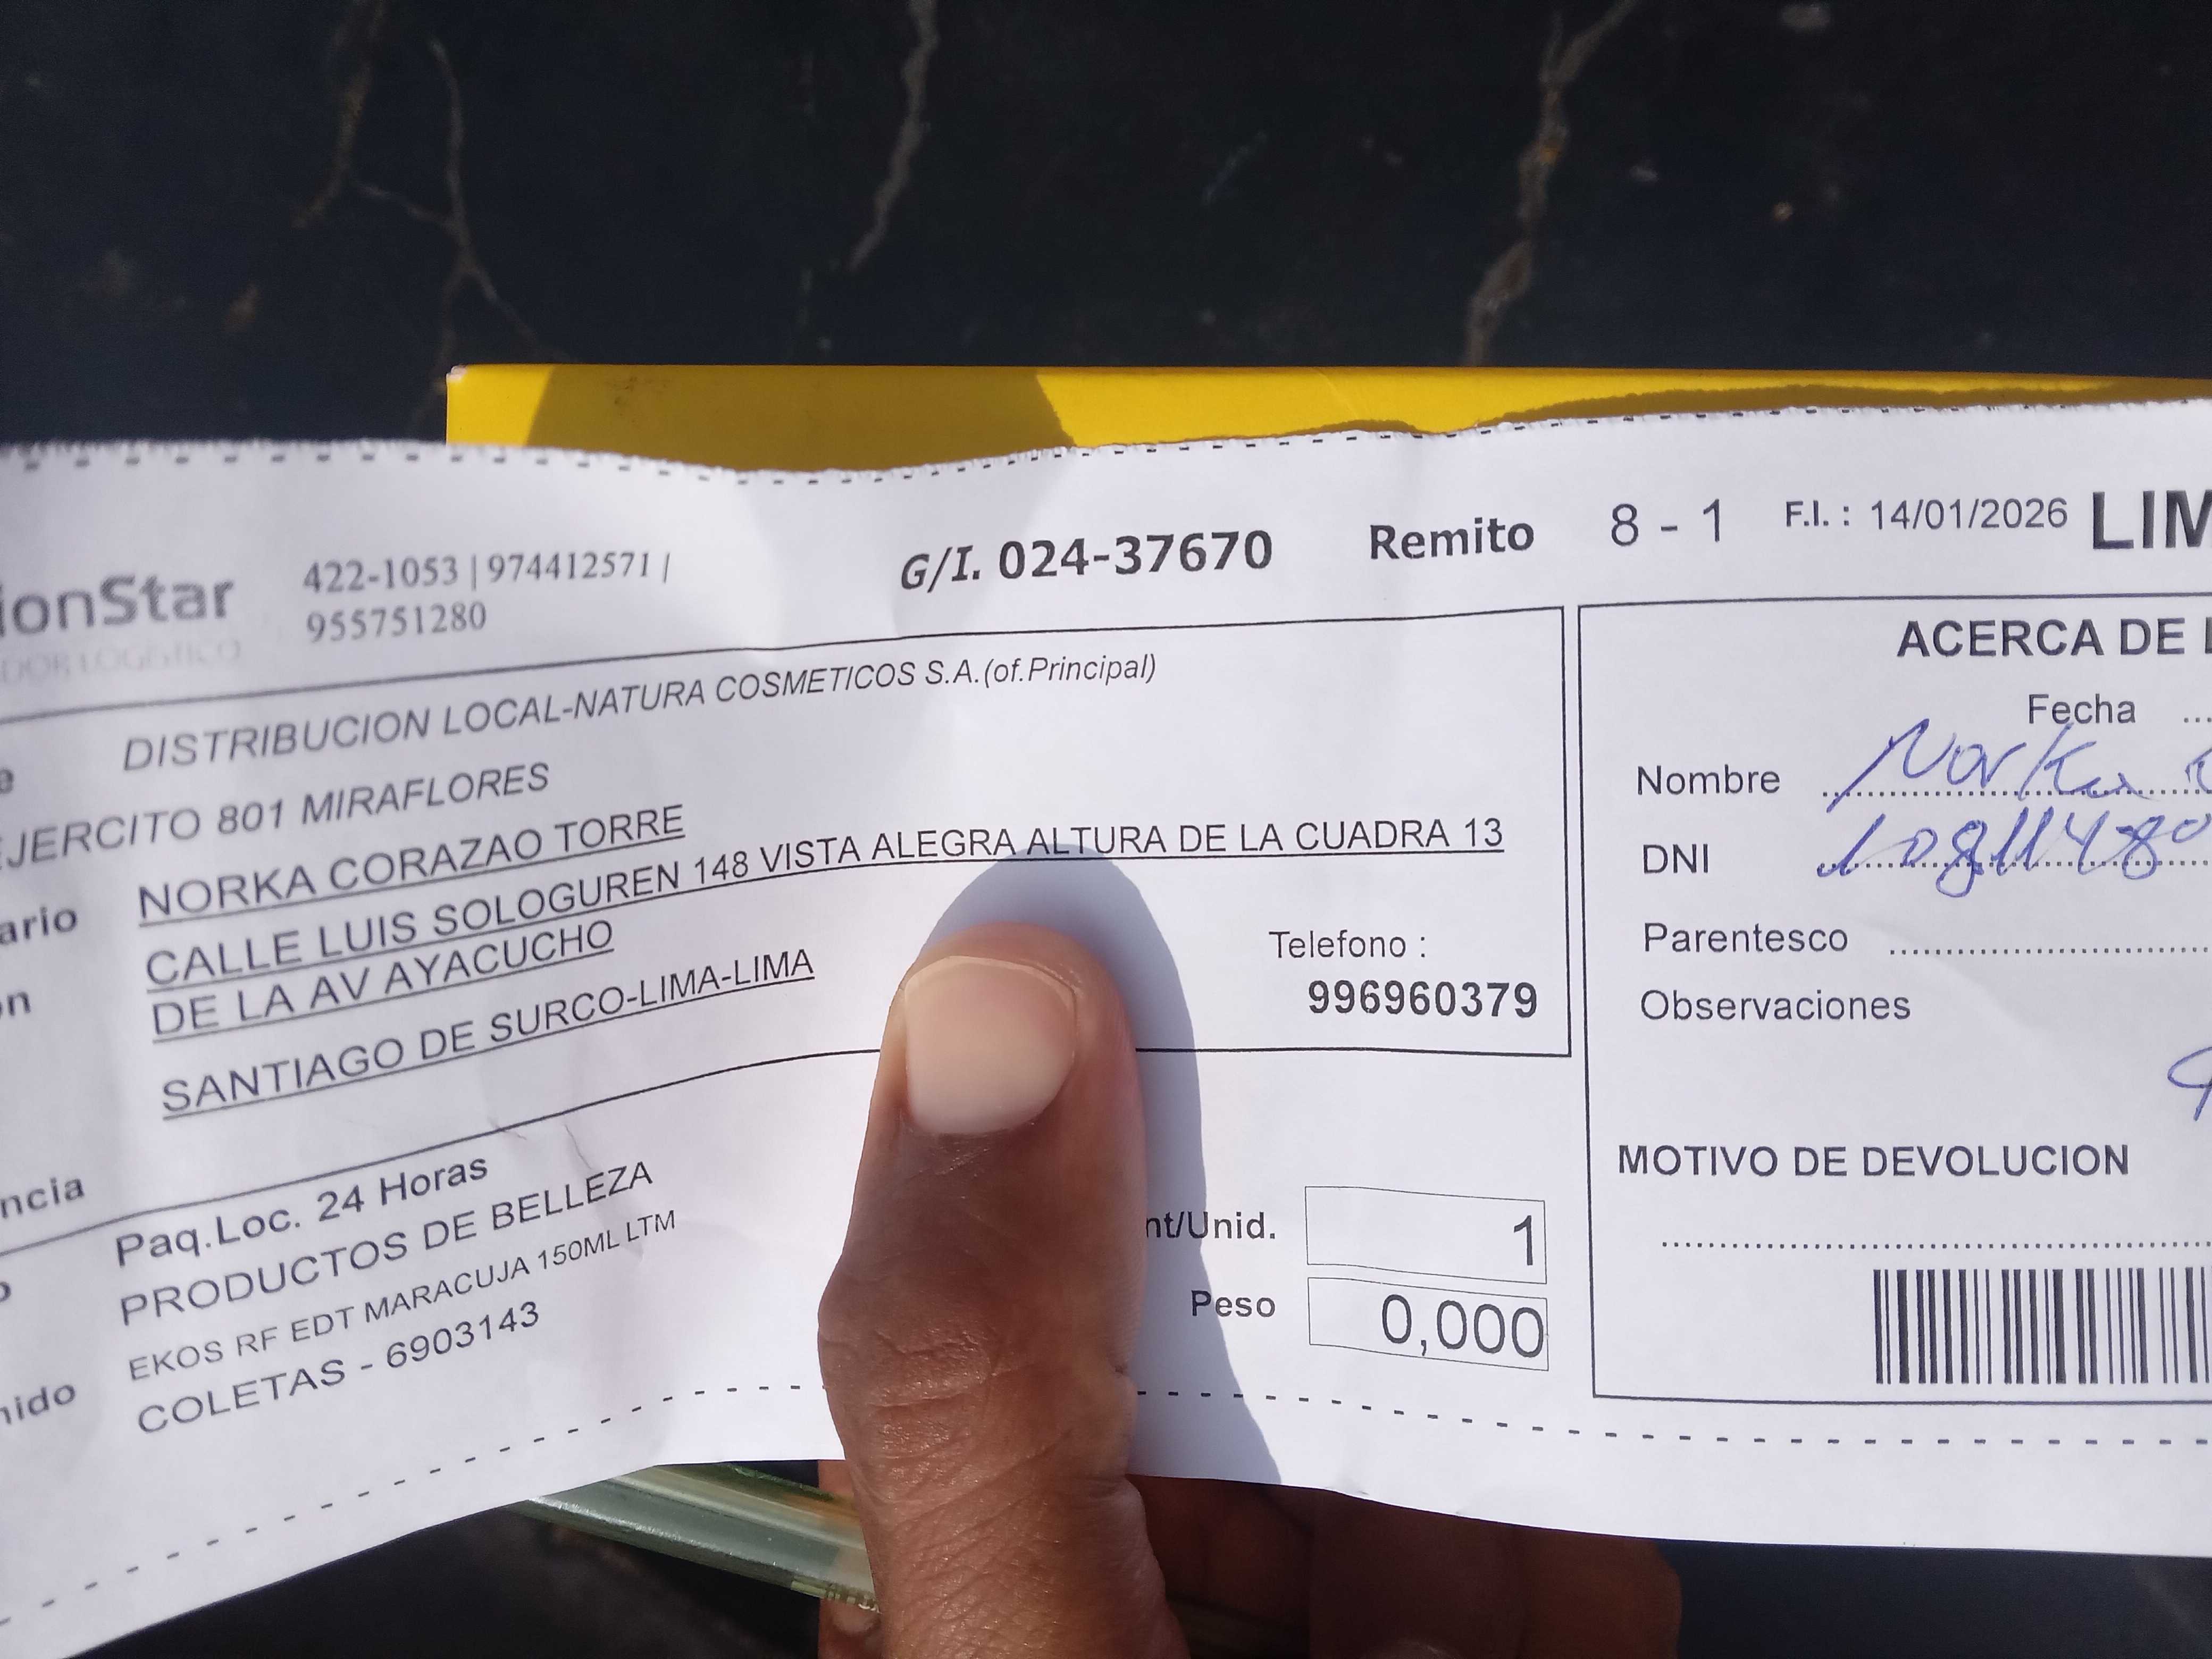 ionStar
422-1053 | 974412571 |
955751280
G/I. 024-37670 Remito 8 - 1 F.I. : 14/01/2026 LIM
DISTRIBUCION LOCAL-NATURA COSMETICOS S.A.(of.Principal)
EJERCITO 801 MIRAFLORES
ario NORKA CORAZAO TORRE
ón CALLE LUIS SOLOGUREN 148 VISTA ALEGRA ALTURA DE LA CUADRA 13
DE LA AV AYACUCHO
SANTIAGO DE SURCO-LIMA-LIMA
Telefono :
996960379
ncia
Paq.Loc. 24 Horas
PRODUCTOS DE BELLEZA
EKOS RF EDT MARACUJA 150ML LTM
nido COLETAS - 6903143
nt/Unid. 1
Peso 0,000
ACERCA DE
Fecha
Nombre Norka
DNI
Parentesco
Observaciones
MOTIVO DE DEVOLUCION